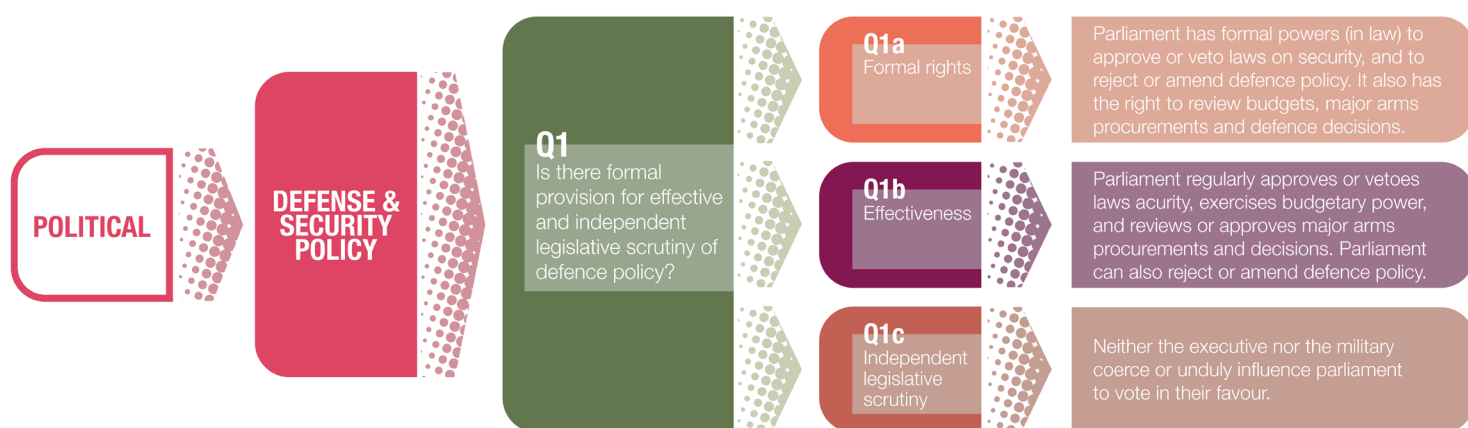 POLITICAL
DEFENSE &
SECURITY
POLICY
Q1
Is there formal
provision for effective
and independent
legislative scrutiny of
defence policy?
Q1a
Formal rights
Parliament has formal powers (in law) to
approve or veto laws on security, and to
reject or amend defence policy. It also has
the right to review budgets, major arms
procurements and defence decisions.
Q1b
Effectiveness
Parliament regularly approves or vetoes
laws acurity, exercises budgetary power,
and reviews or approves major arms
procurements and decisions. Parliament
can also reject or amend defence policy.
Q1c
Independent
legislative
scrutiny
Neither the executive nor the military
coerce or unduly influence parliament
to vote in their favour.